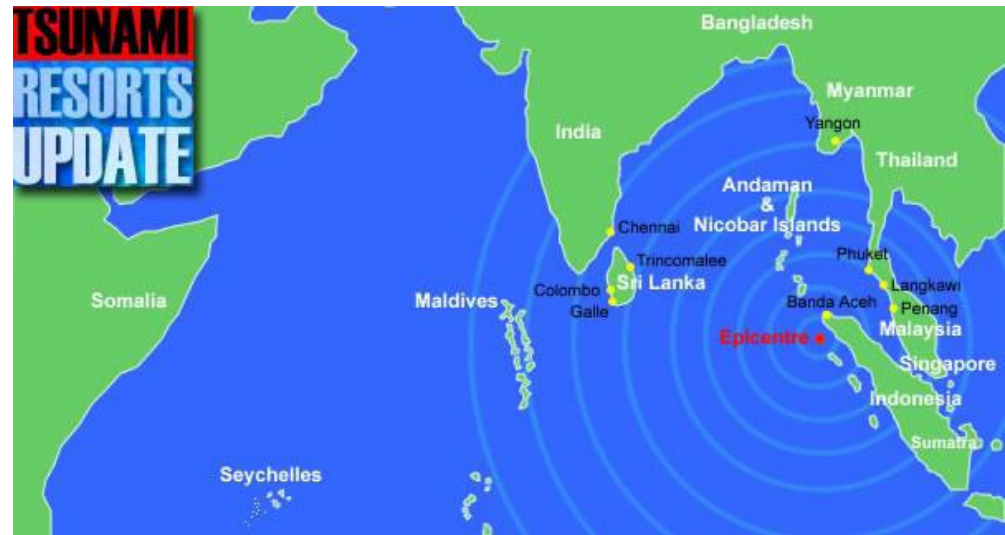 TSUNAMI
RESORTS
UPDATE
Bangladesh
Myanmar
India
Yangon
Thailand
Andaman
&
Nicobar Islands
Chennai
Trincomalee
Phuket
Sri Lanka
Langkawi
Somalia
Maldives
Colombo
Galle
Banda Aceh
Penang
Malaysia
Epicentre
Singapore
Indonesia
Sumatra
Seychelles